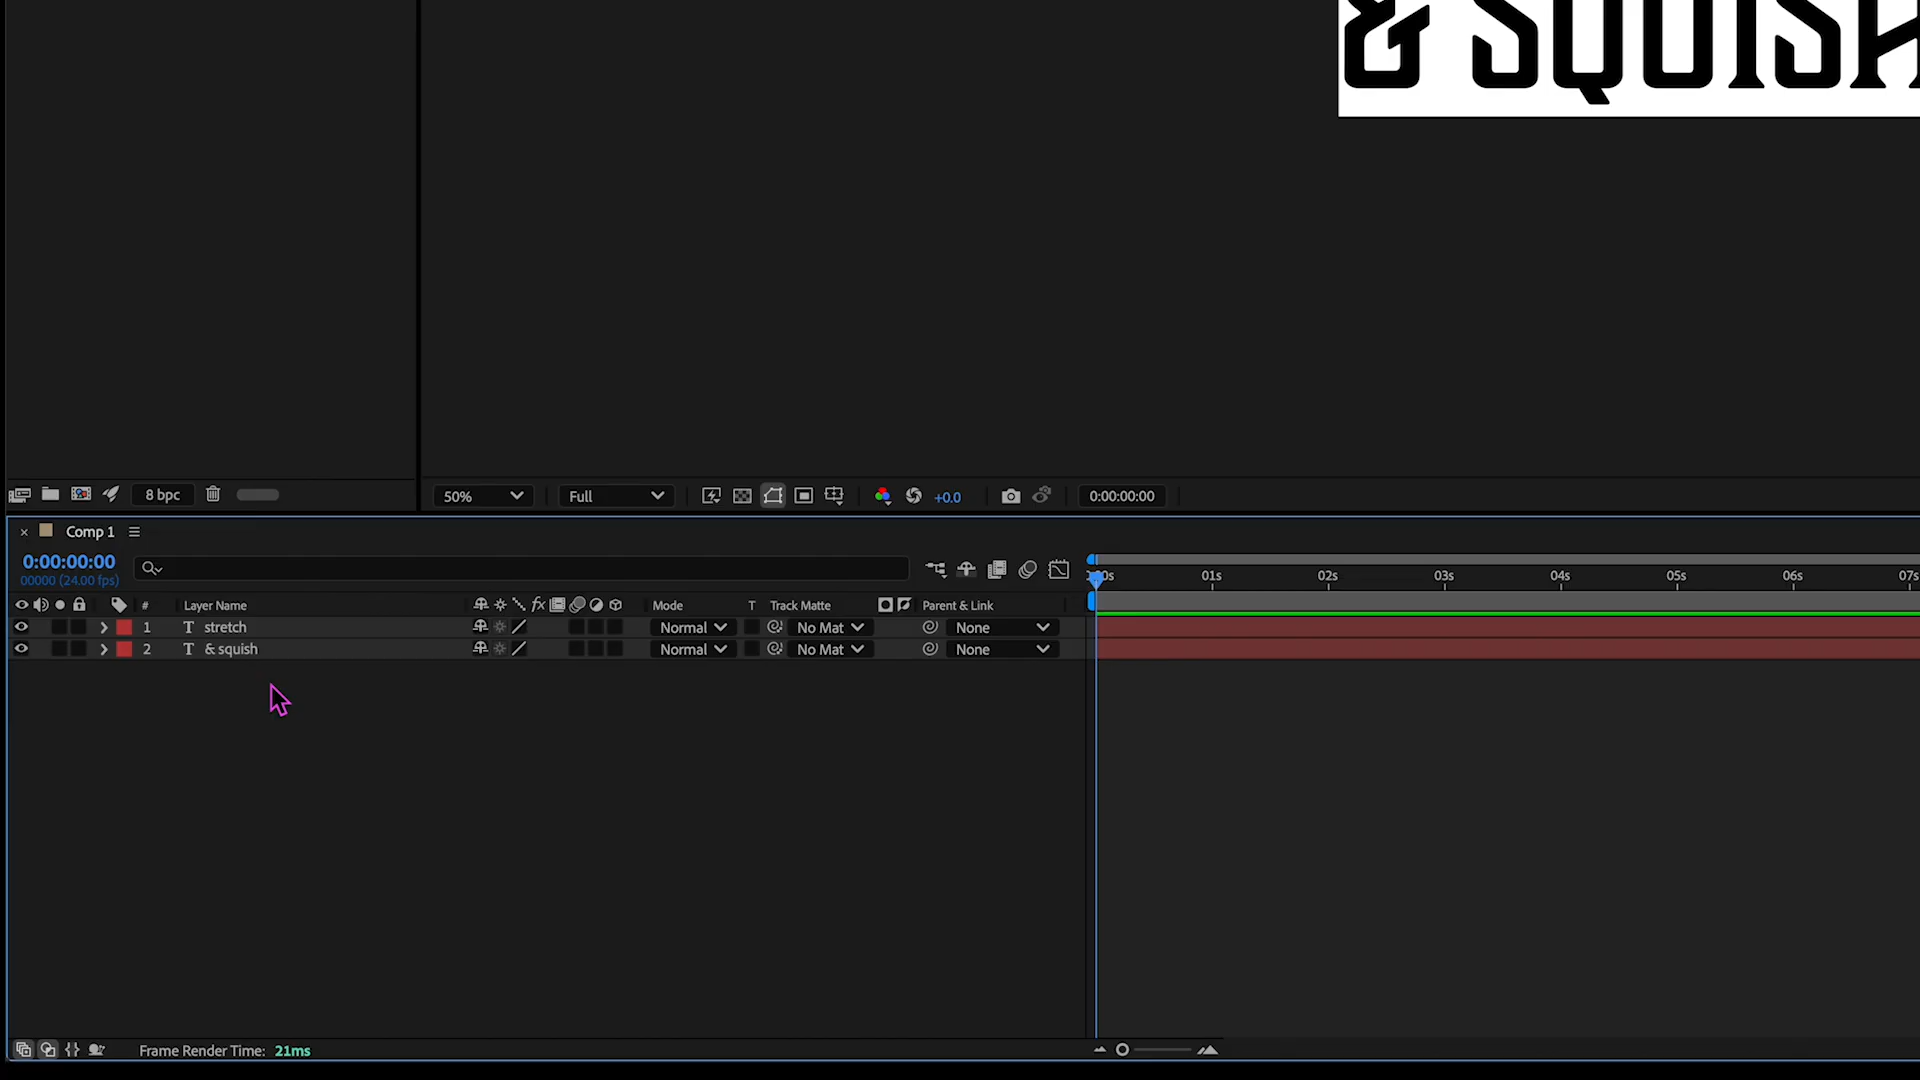 & SQUISH
8 bpc
50%
Full
+0.0
0:00:00:00
Comp 1
0:00:00:00
00000 (24.00 fps)
:00s 01s 02s 03s 04s 05s 06s 07s
# Layer Name Mode T Track Matte Parent & Link
1 T stretch Normal No Mat None
2 T & squish Normal No Mat None
Frame Render Time: 21ms